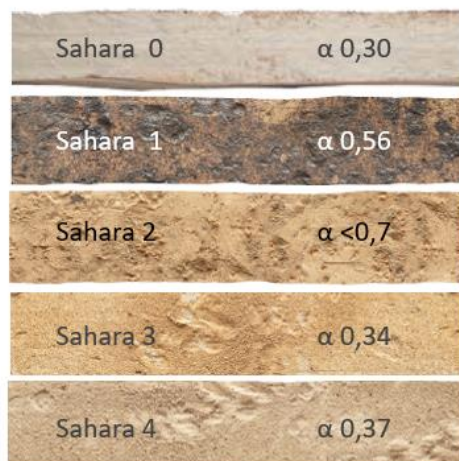 Sahara 0 α 0,30
Sahara 1 α 0,56
Sahara 2 α <0,7
Sahara 3 α 0,34
Sahara 4 α 0,37